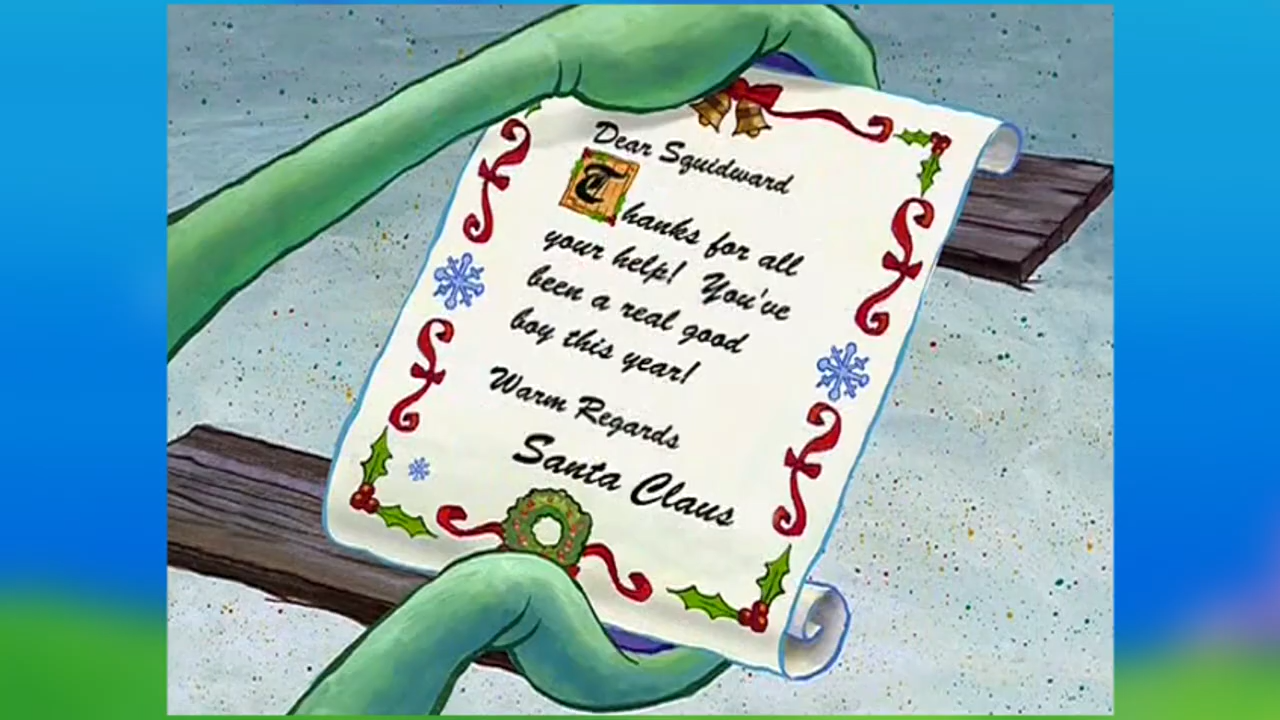 Dear Squidward
Thanks for all
your help! You've
been a real good
boy this year!
Warm Regards
Santa Claus